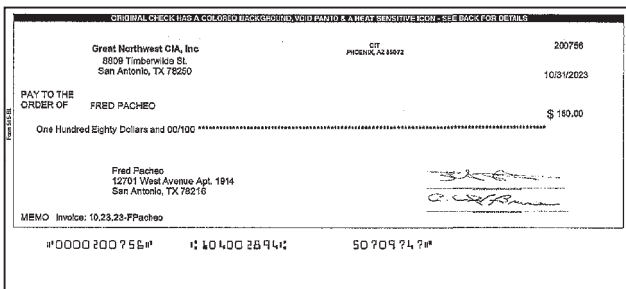 ORIGINAL CHECK HAS A COLORED BACKGROUND, VOID PANTO & A HEAT SENSITIVE ICON - SEE BACK FOR DETAILS
Great Northwest CIA, Inc
8809 Timberwilde St.
San Antonio, TX 78250
CIT
PHOENIX, AZ 85072
200756
10/31/2023
PAY TO THE
ORDER OF FRED PACHEO
$ 180.00
One Hundred Eighty Dollars and 00/100 ****************************************************************************************
Fred Pacheo
12701 West Avenue Apt. 1914
San Antonio, TX 78216
MEMO Invoice: 10.23.23-FPacheo
⑈0000200756⑈ ⑆104002894⑆ 50709747⑈